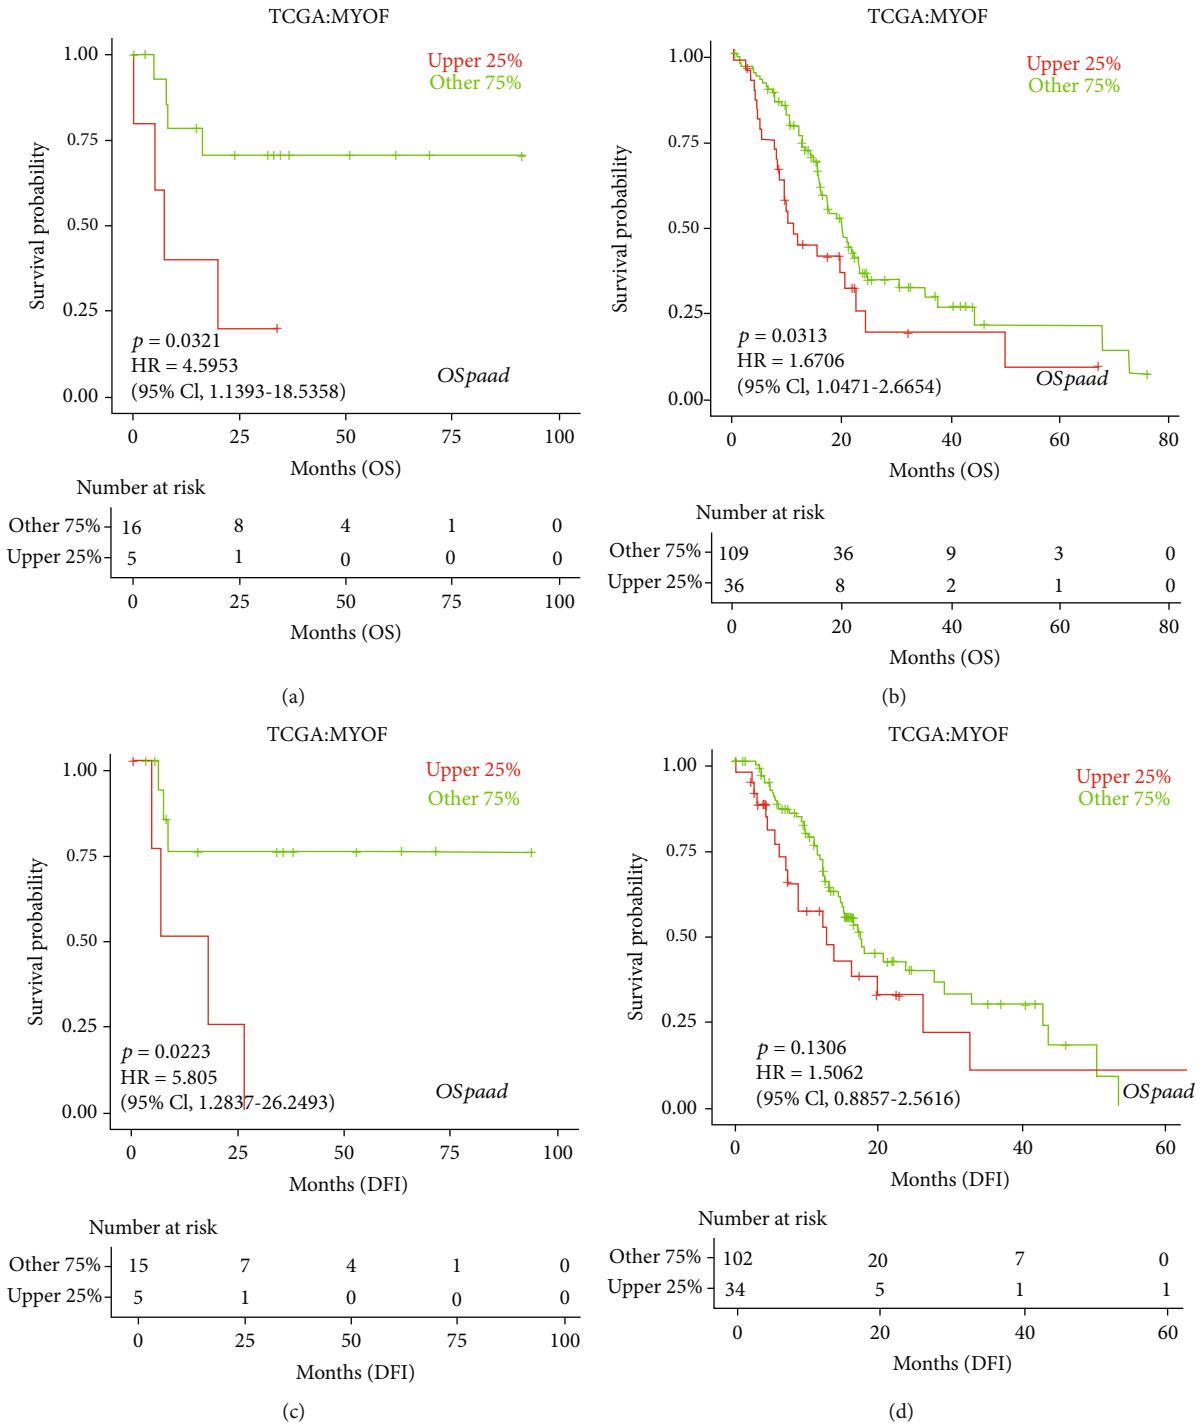 TCGA:MYOF
1.00
Upper 25%
Other 75%
0.75
0.50
0.25
0.00
Survival probability
p = 0.0321
HR = 4.5953
(95% Cl, 1.1393-18.5358)
OSpaad
0 25 50 75 100
Months (OS)
Number at risk
Other 75% 16 8 4 1 0
Upper 25% 5 1 0 0 0
0 25 50 75 100
Months (OS)
(a)
TCGA:MYOF
1.00
Upper 25%
Other 75%
0.75
0.50
0.25
0.00
Survival probability
p = 0.0313
HR = 1.6706
(95% Cl, 1.0471-2.6654)
OSpaad
0 20 40 60 80
Months (OS)
Number at risk
Other 75% 109 36 9 3 0
Upper 25% 36 8 2 1 0
0 20 40 60 80
Months (OS)
(b)
TCGA:MYOF
1.00
Upper 25%
Other 75%
0.75
0.50
0.25
0.00
Survival probability
p = 0.0223
HR = 5.805
(95% Cl, 1.2837-26.2493)
OSpaad
0 25 50 75 100
Months (DFI)
Number at risk
Other 75% 15 7 4 1 0
Upper 25% 5 1 0 0 0
0 25 50 75 100
Months (DFI)
(c)
TCGA:MYOF
1.00
Upper 25%
Other 75%
0.75
0.50
0.25
0.00
Survival probability
p = 0.1306
HR = 1.5062
(95% Cl, 0.8857-2.5616)
OSpaad
0 20 40 60
Months (DFI)
Number at risk
Other 75% 102 20 7 0
Upper 25% 34 5 1 1
0 20 40 60
Months (DFI)
(d)